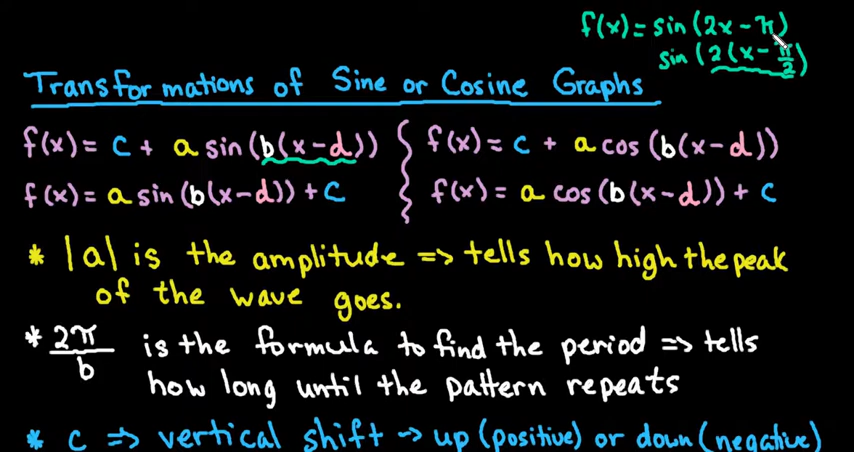 f(x) = sin(2x - π)
sin(2(x - π/2))
Transformations of Sine or Cosine Graphs
f(x) = c + a sin(b(x-d)) f(x) = c + a cos(b(x-d))
f(x) = a sin(b(x-d)) + c f(x) = a cos(b(x-d)) + c
* |a| is the amplitude => tells how high the peak
of the wave goes.
* 2π/b is the formula to find the period => tells
how long until the pattern repeats
* c => vertical shift → up (positive) or down (negative)